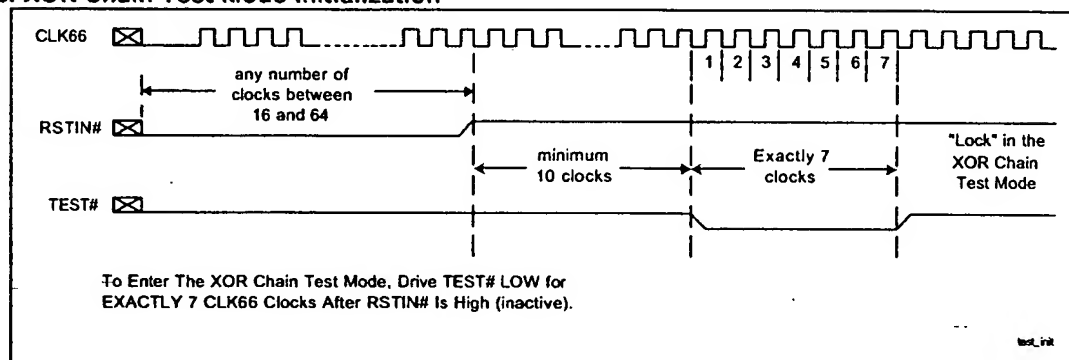 XOR Chain Test Mode Initialization
CLK66
1 2 3 4 5 6 7
any number of
clocks between
16 and 64
RSTIN#
minimum
10 clocks
Exactly 7
clocks
"Lock" in the
XOR Chain
Test Mode
TEST#
To Enter The XOR Chain Test Mode, Drive TEST# LOW for
EXACTLY 7 CLK66 Clocks After RSTIN# Is High (inactive).
test_init